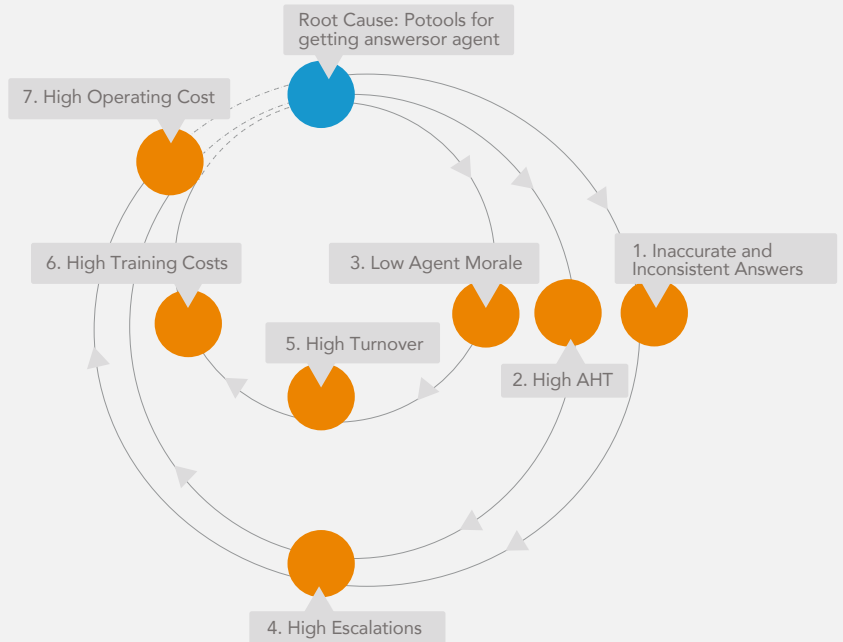 Root Cause: Potools for
getting answersor agent
7. High Operating Cost
6. High Training Costs
3. Low Agent Morale
1. Inaccurate and
Inconsistent Answers
5. High Turnover
2. High AHT
4. High Escalations